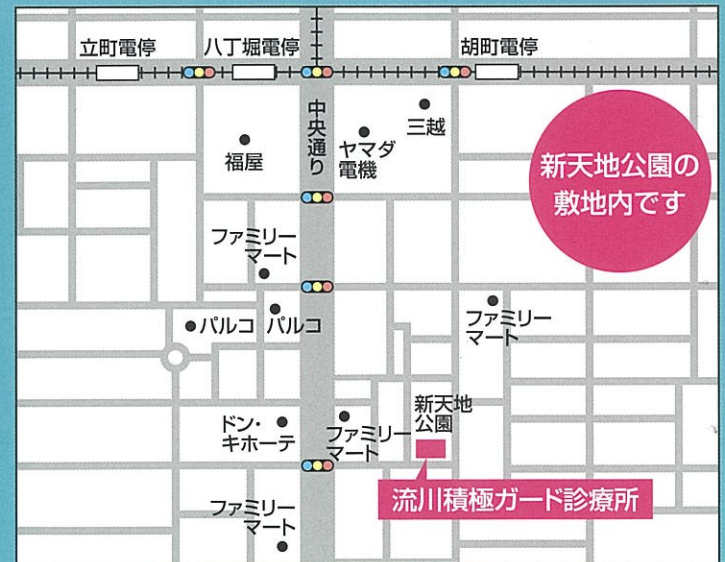 立町電停
八丁堀電停
胡町電停
中央通り
三越
ヤマダ
電機
福屋
新天地公園の
敷地内です
ファミリー
マート
ファミリー
マート
パルコ
パルコ
新天地
公園
ドン・
キホーテ
ファミリー
マート
流川積極ガード診療所
ファミリー
マート